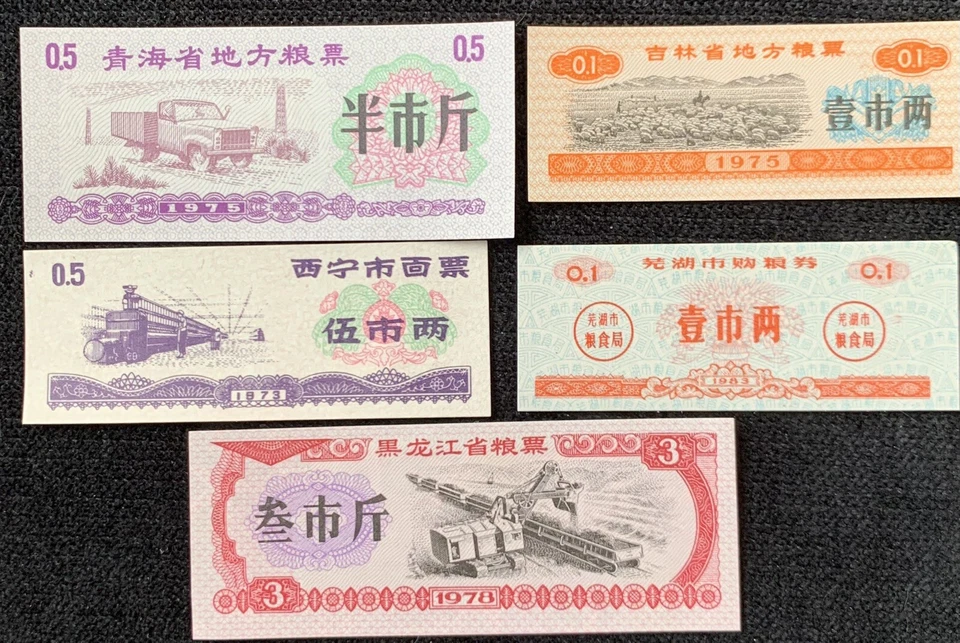 0.5 青海省地方粮票 0.5
半市斤
1975
0.1 吉林省地方粮票 0.1
壹市两
1975
0.5 西宁市面票
伍市两
1973
0.1 芜湖市购粮券 0.1
芜湖市
粮食局
壹市两
芜湖市
粮食局
1983
黑龙江省粮票 3
叁市斤
3 1978